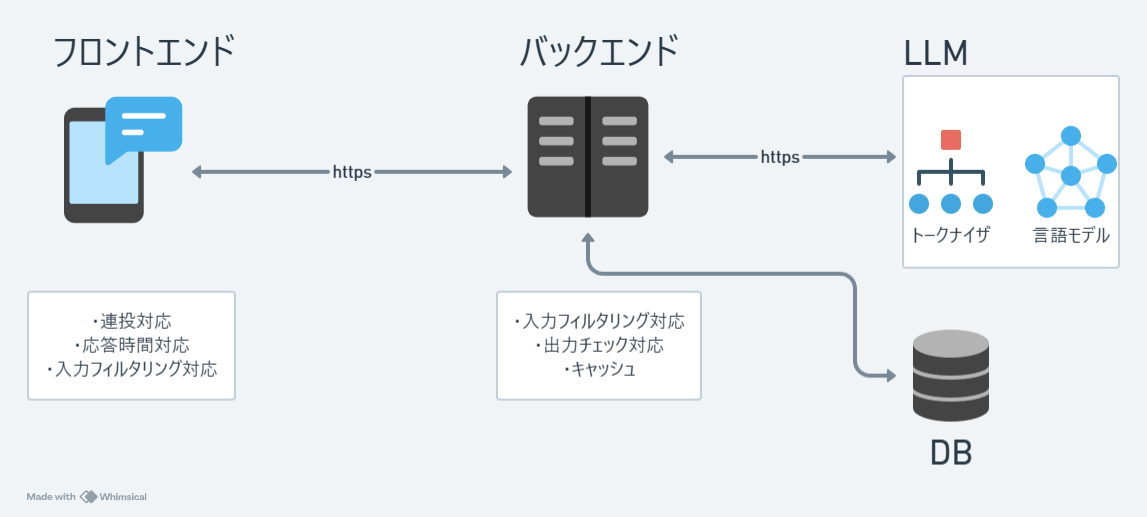 フロントエンド
バックエンド
LLM
https
https
トークナイザ
言語モデル
・連投対応
・応答時間対応
・入力フィルタリング対応
・入力フィルタリング対応
・出力チェック対応
・キャッシュ
DB
Made with Whimsical